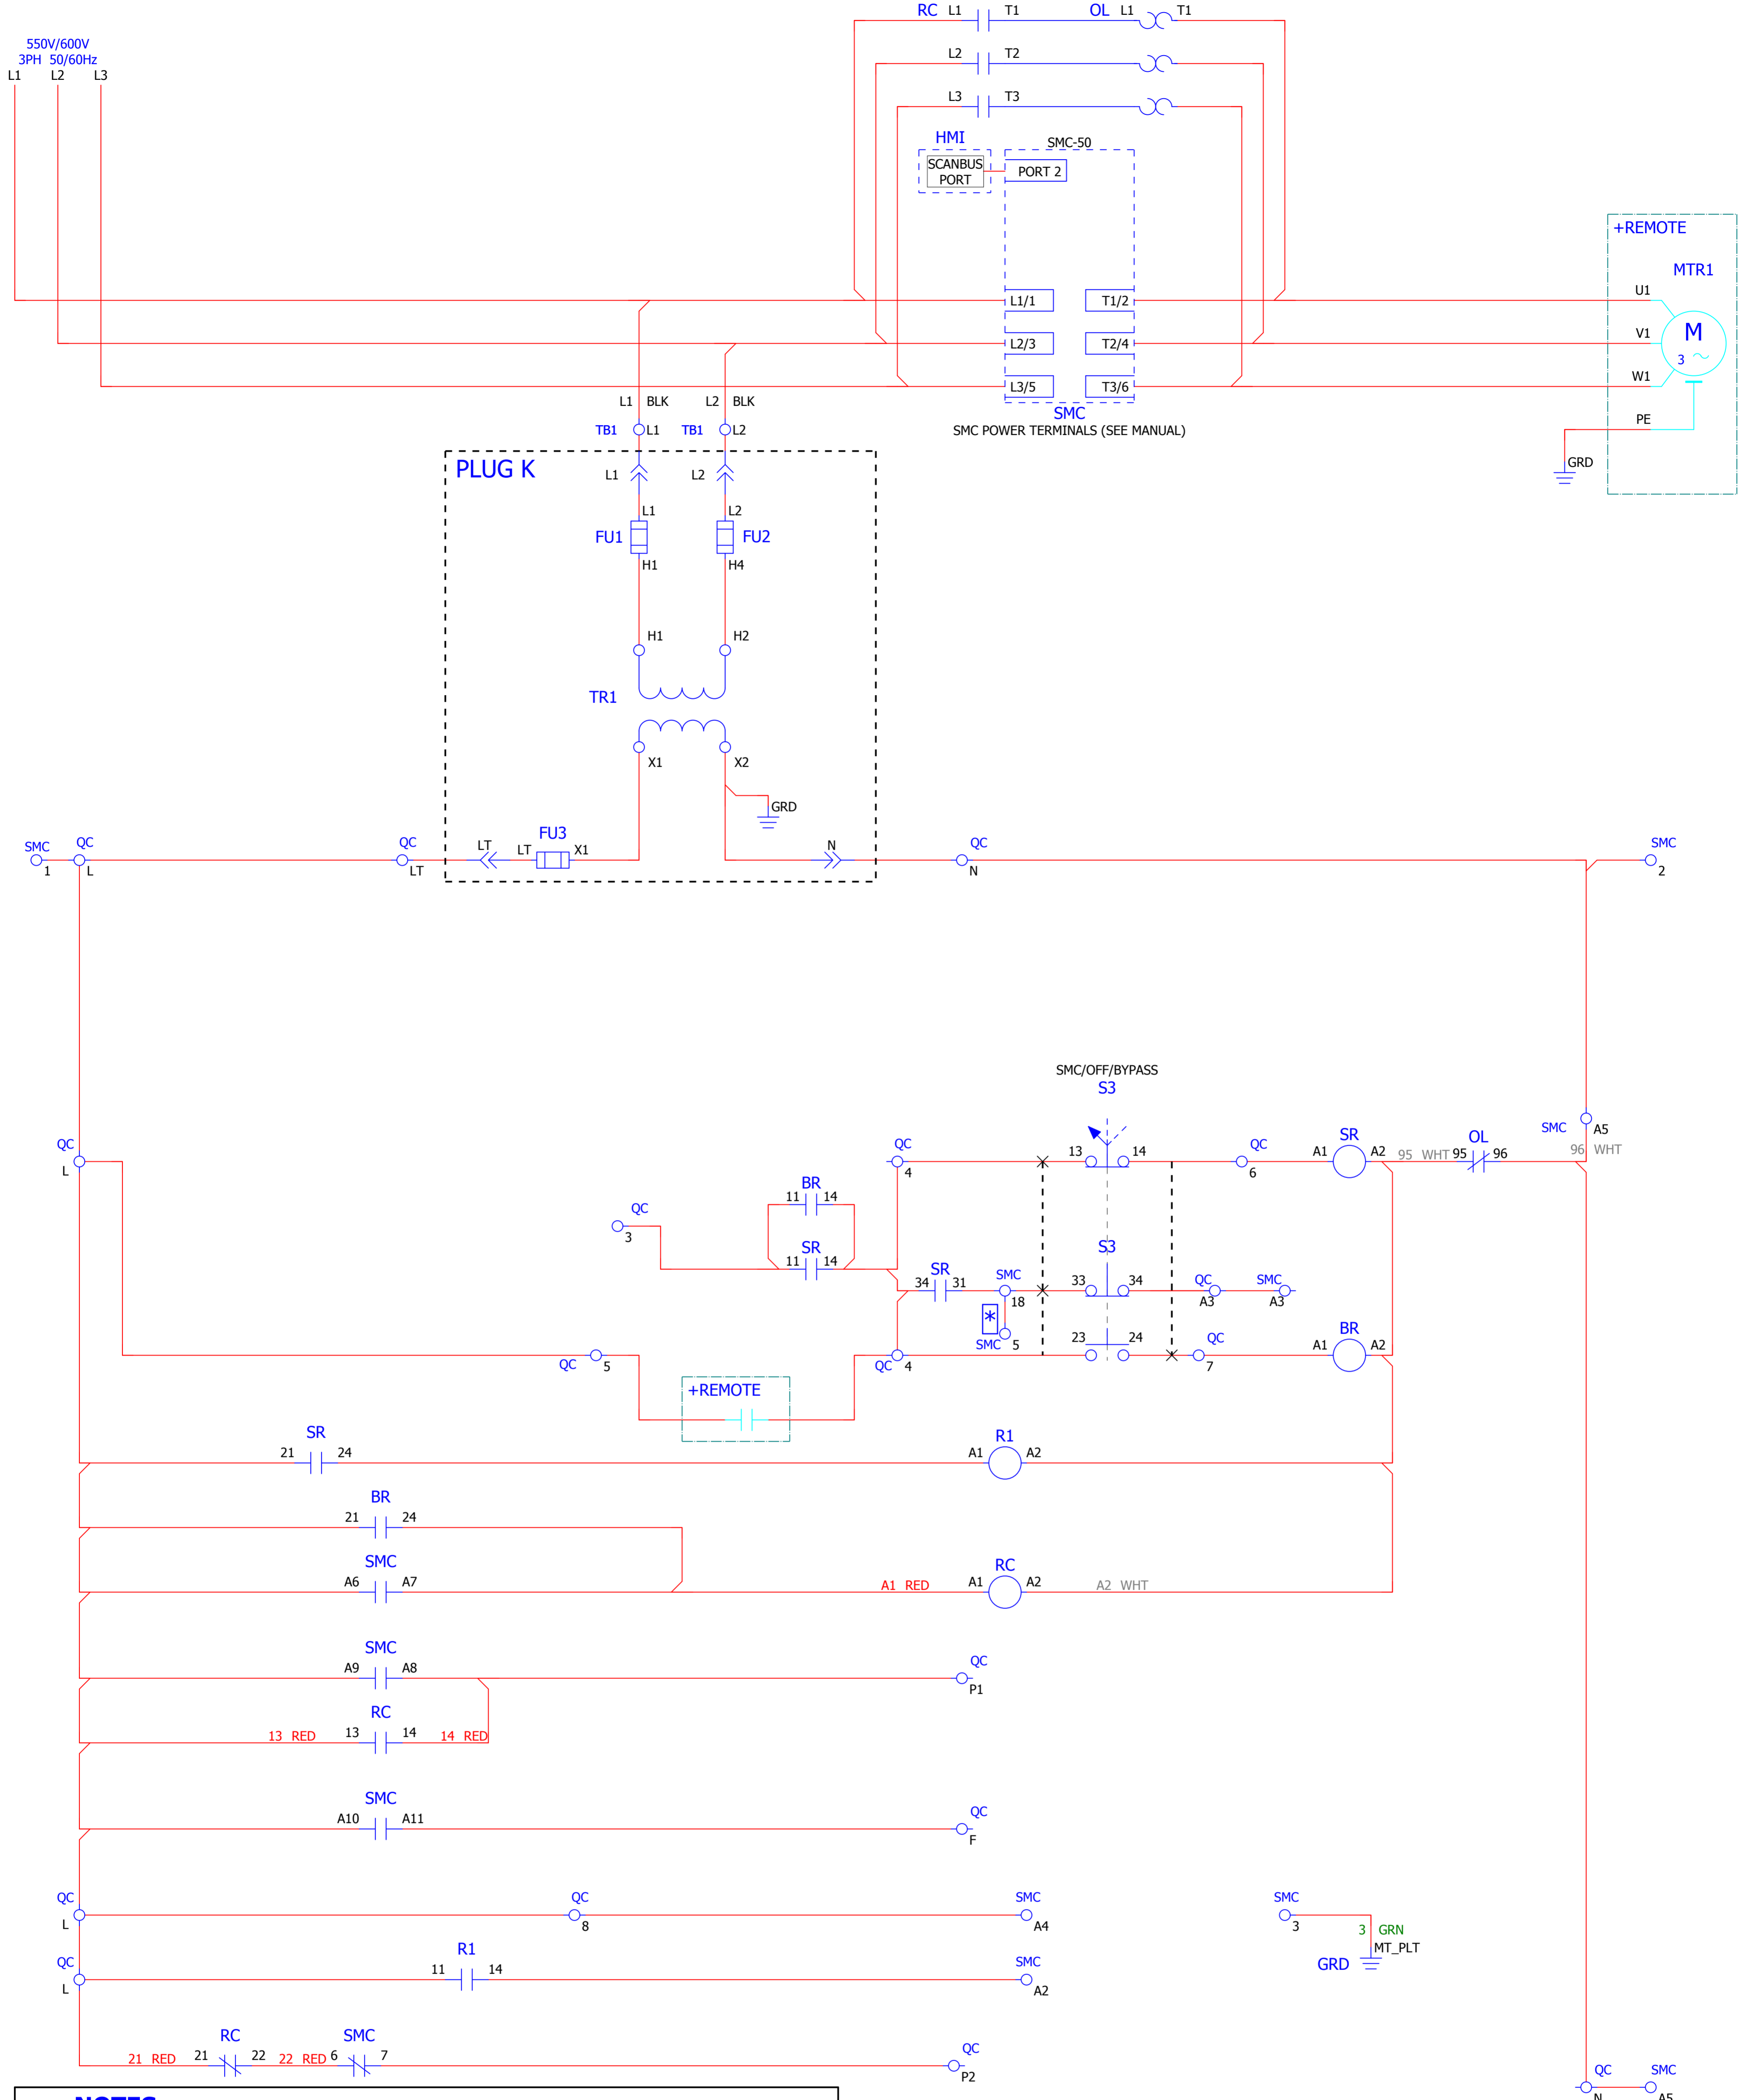 RC L1 T1 OL L1 T1
550V/600V
3PH 50/60Hz
L1 L2 L3
L2 T2
L3 T3
HMI
SMC-50
SCANBUS
PORT
PORT 2
+REMOTE
MTR1
L1/1 T1/2 U1
L2/3 T2/4 V1
M
3
L3/5 T3/6 W1
L1 BLK L2 BLK
SMC
SMC POWER TERMINALS (SEE MANUAL)
PE
GRD
TB1 L1 TB1 L2
PLUG K
L1 L2
L1 L2
FU1 FU2
H1 H4
H1 H2
TR1
X1 X2
GRD
SMC QC QC FU3 N QC SMC
LT LT X1
1 L LT N 2
SMC/OFF/BYPASS
S3
SMC A5
QC QC 13 14 QC SR OL
L 4 6 A1 A2 95 WHT 95 96 96 WHT
BR
11 14
QC
3
SR S3
11 14
SR SMC QC SMC
34 31 33 34
18 A3 A3
*
SMC 5 23 24 QC BR
A1 A2
QC 5 QC 4 7
+REMOTE
SR R1
21 24 A1 A2
BR
21 24
SMC RC
A6 A7 A1 RED A1 A2 A2 WHT
SMC
A9 A8 QC
P1
RC
13 RED 13 14 14 RED
SMC
A10 A11 QC
F
QC QC SMC SMC
L 8 A4 3
3 GRN
MT_PLT
GRD
QC R1 SMC
L 11 14 A2
RC SMC
21 RED 21 22 22 RED 6 7 QC
P2
QC SMC
N A5
NOTES